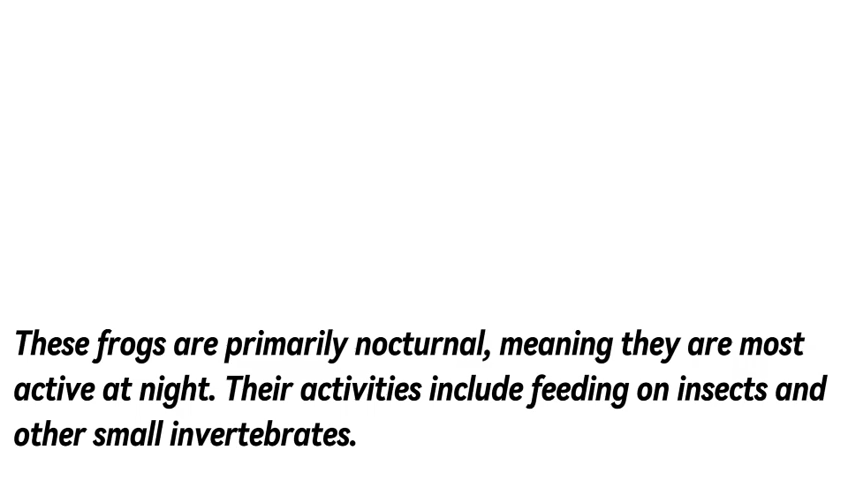 These frogs are primarily nocturnal, meaning they are most
active at night. Their activities include feeding on insects and
other small invertebrates.